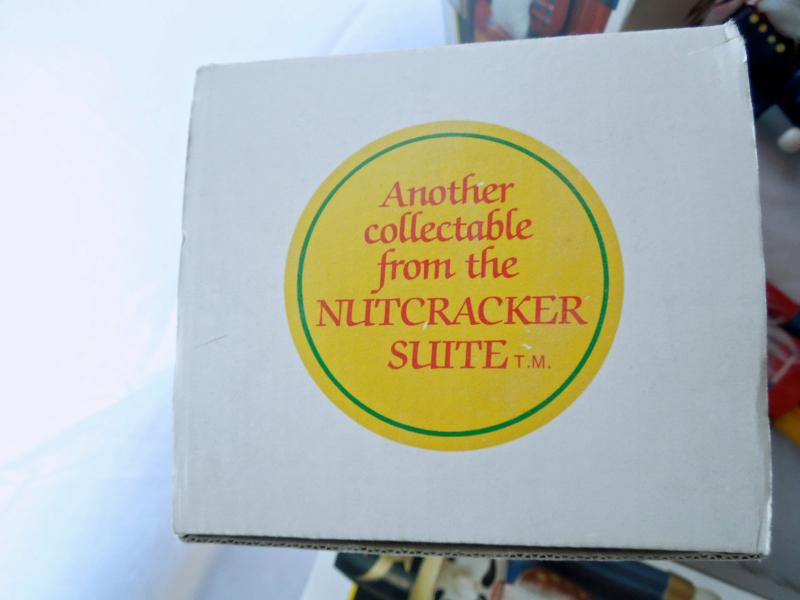 Another
collectable
from the
NUTCRACKER
SUITE T.M.